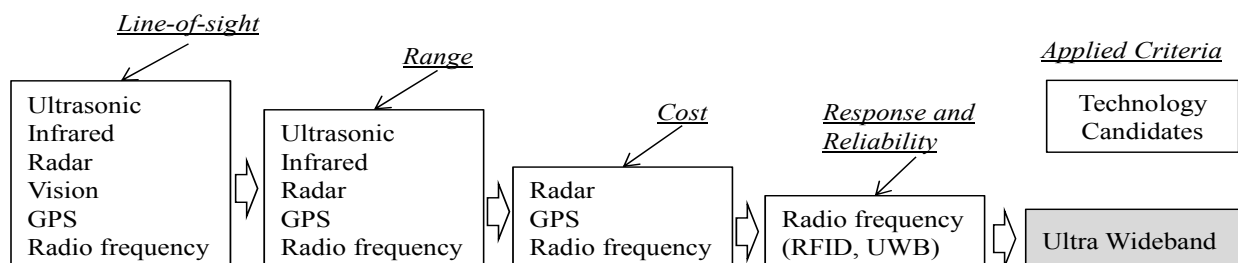 Line-of-sight
Ultrasonic
Infrared
Radar
Vision
GPS
Radio frequency
Range
Ultrasonic
Infrared
Radar
GPS
Radio frequency
Cost
Radar
GPS
Radio frequency
Response and
Reliability
Radio frequency
(RFID, UWB)
Applied Criteria
Technology
Candidates
Ultra Wideband